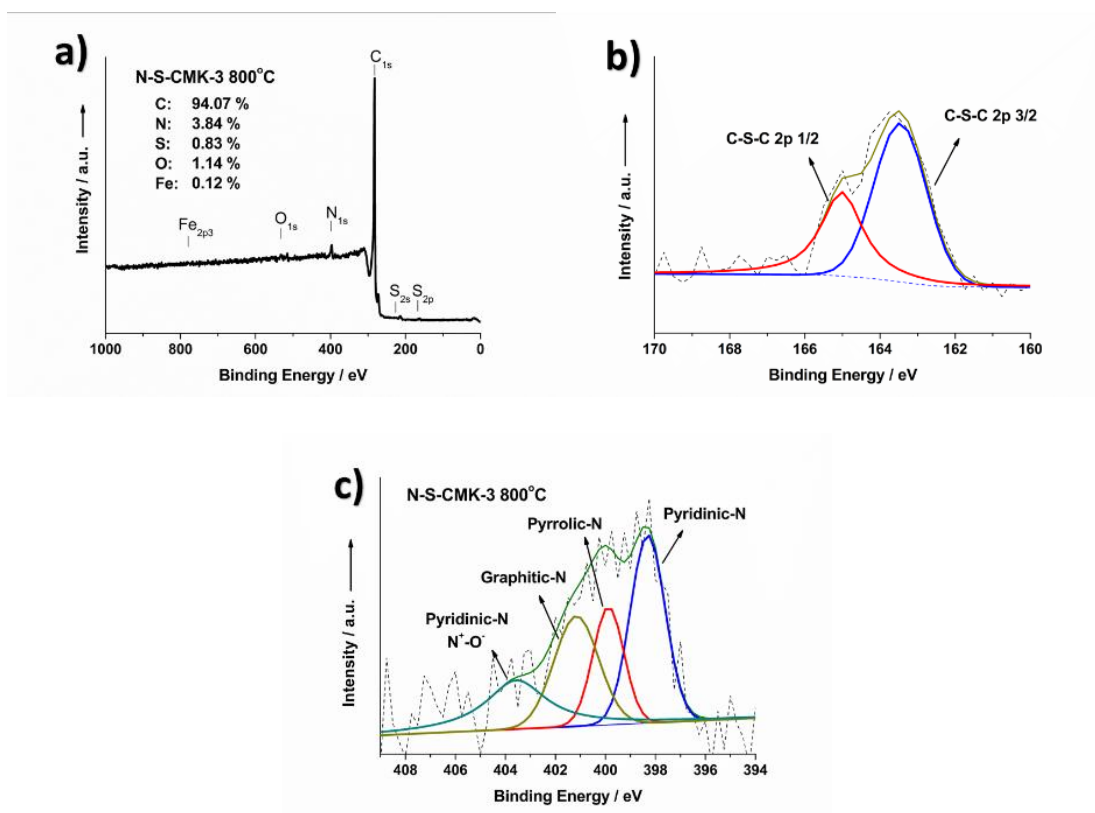 a)
N-S-CMK-3 800°C
C: 94.07 %
N: 3.84 %
S: 0.83 %
O: 1.14 %
Fe: 0.12 %
C1s
Fe2p3
O1s
N1s
S2s
S2p
Intensity / a.u.
1000 800 600 400 200 0
Binding Energy / eV
b)
C-S-C 2p 1/2
C-S-C 2p 3/2
Intensity / a.u.
170 168 166 164 162 160
Binding Energy / eV
c)
N-S-CMK-3 800°C
Pyrrolic-N
Pyridinic-N
Graphitic-N
Pyridinic-N
N⁺-O⁻
Intensity / a.u.
408 406 404 402 400 398 396 394
Binding Energy / eV